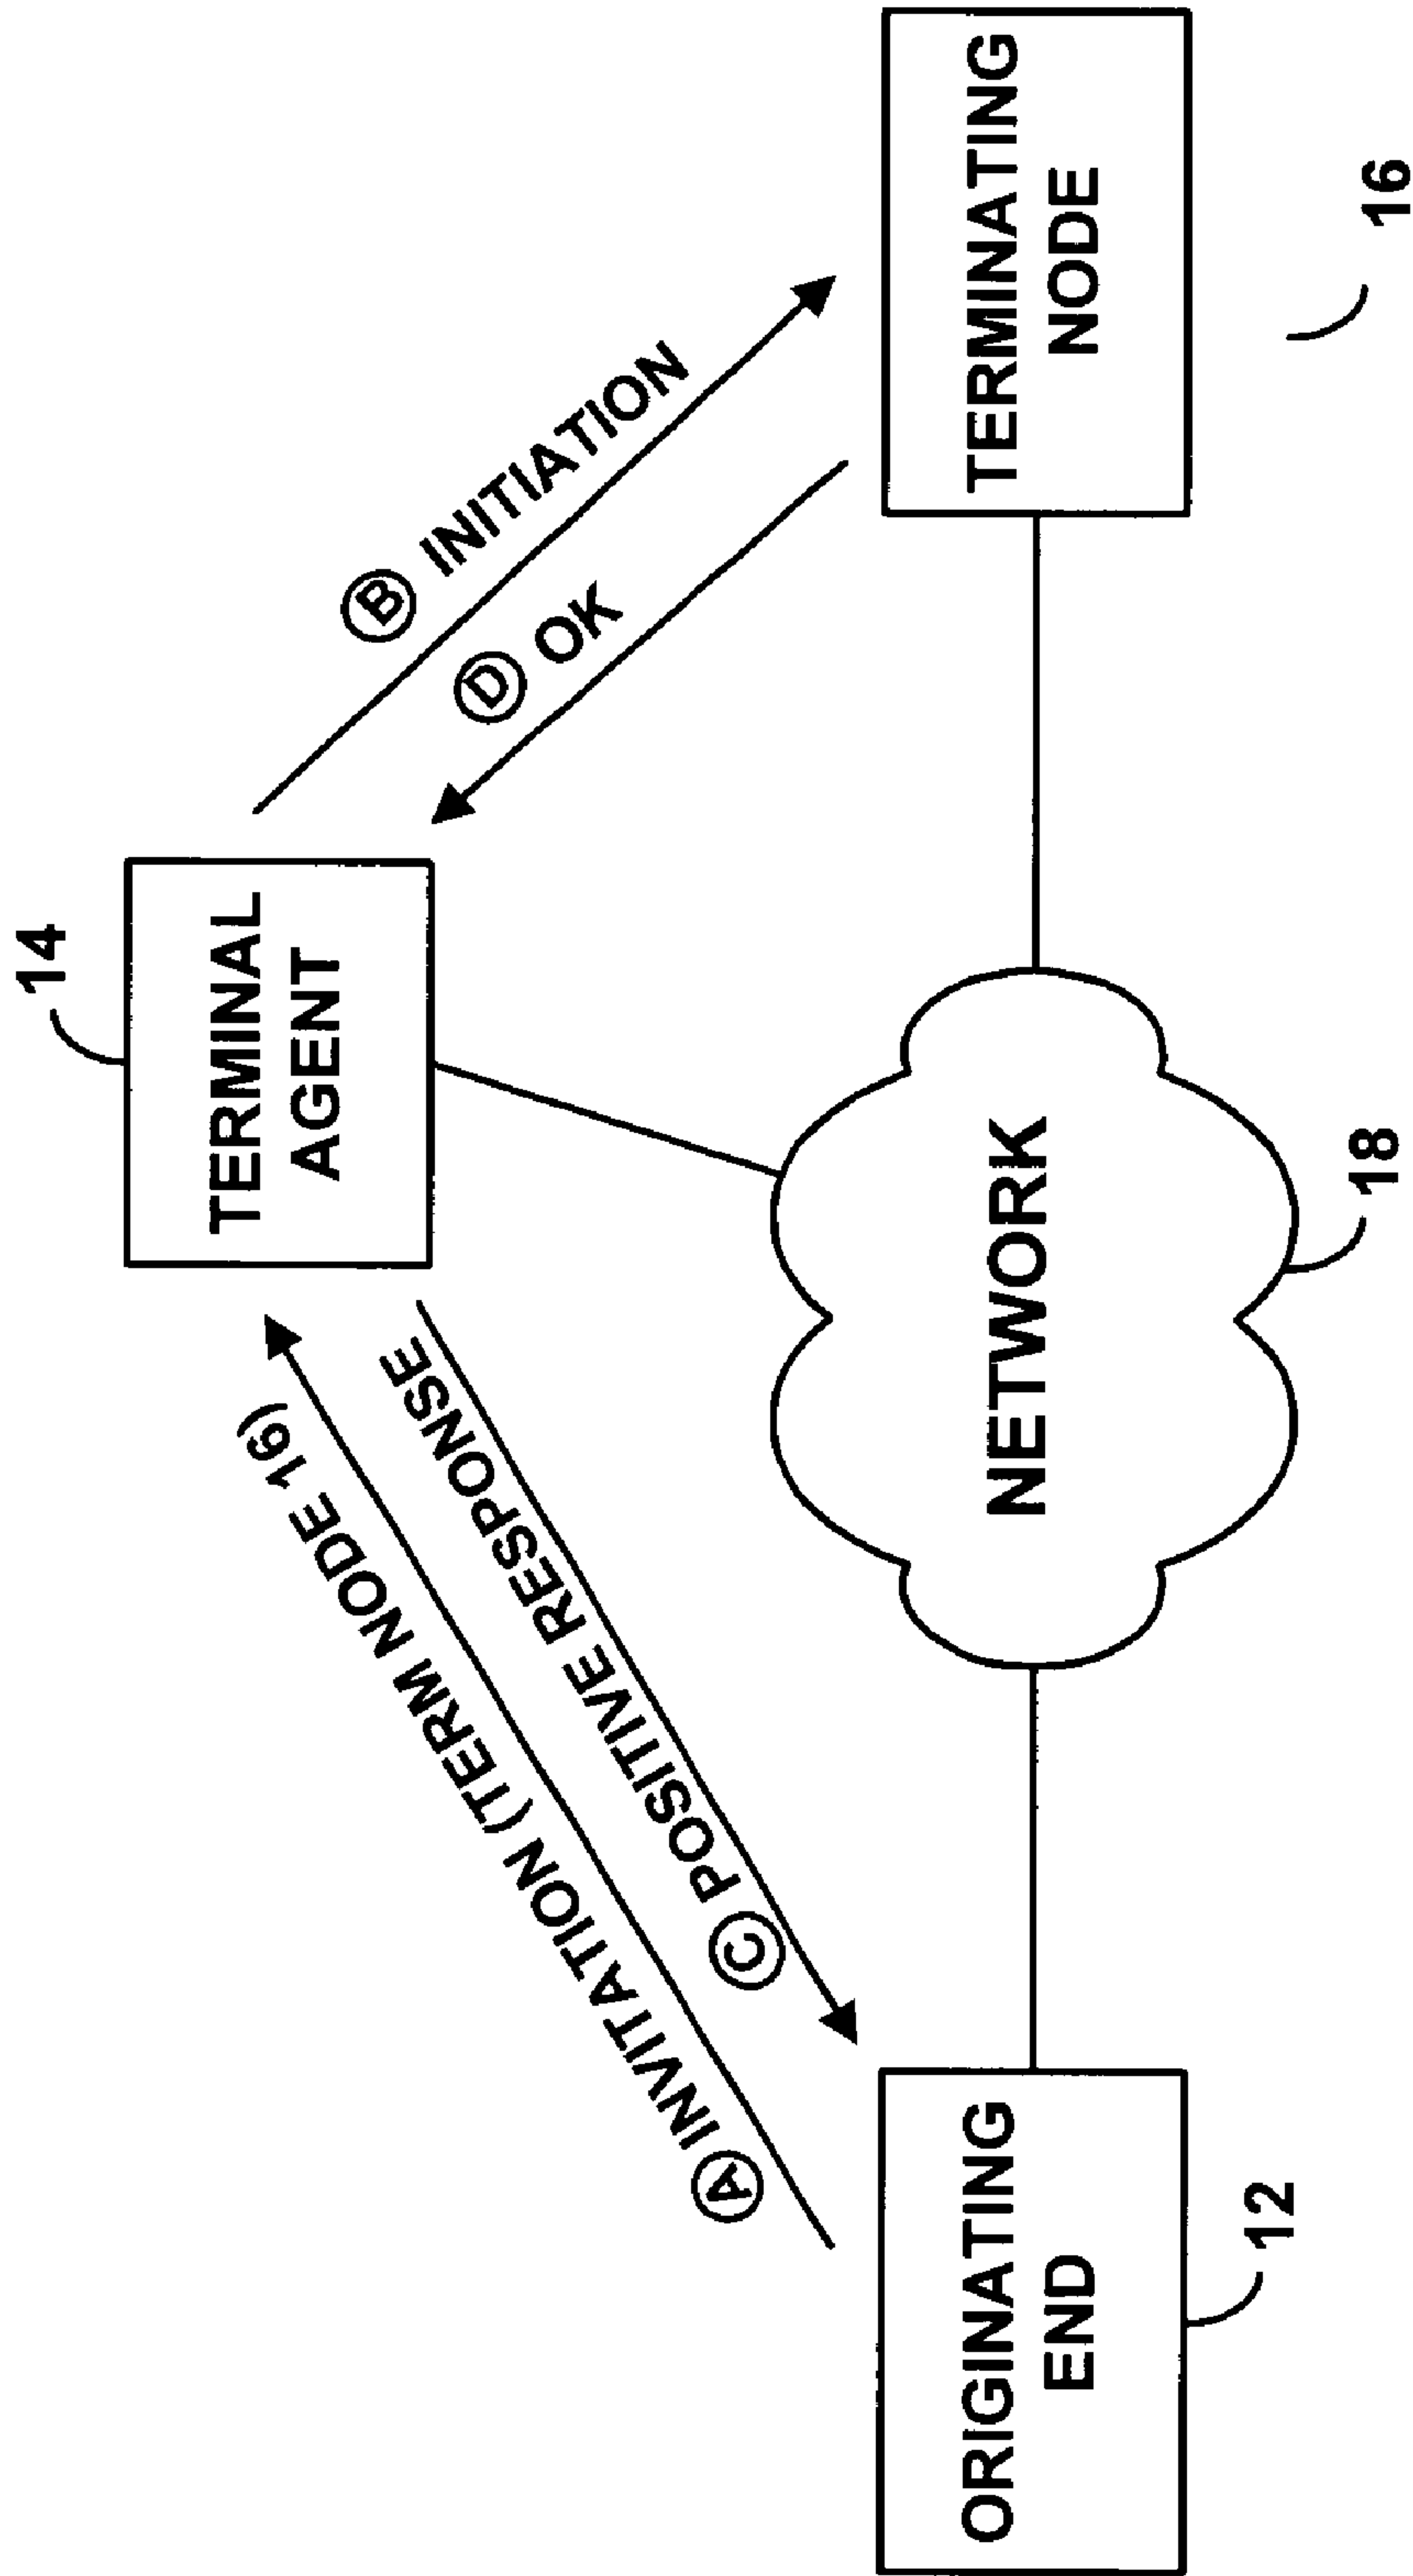 14
TERMINAL
AGENT
Ⓐ INVITATION (TERM NODE 16)
Ⓒ POSITIVE RESPONSE
Ⓑ INITIATION
Ⓓ OK
ORIGINATING
END
12
NETWORK
18
TERMINATING
NODE
16